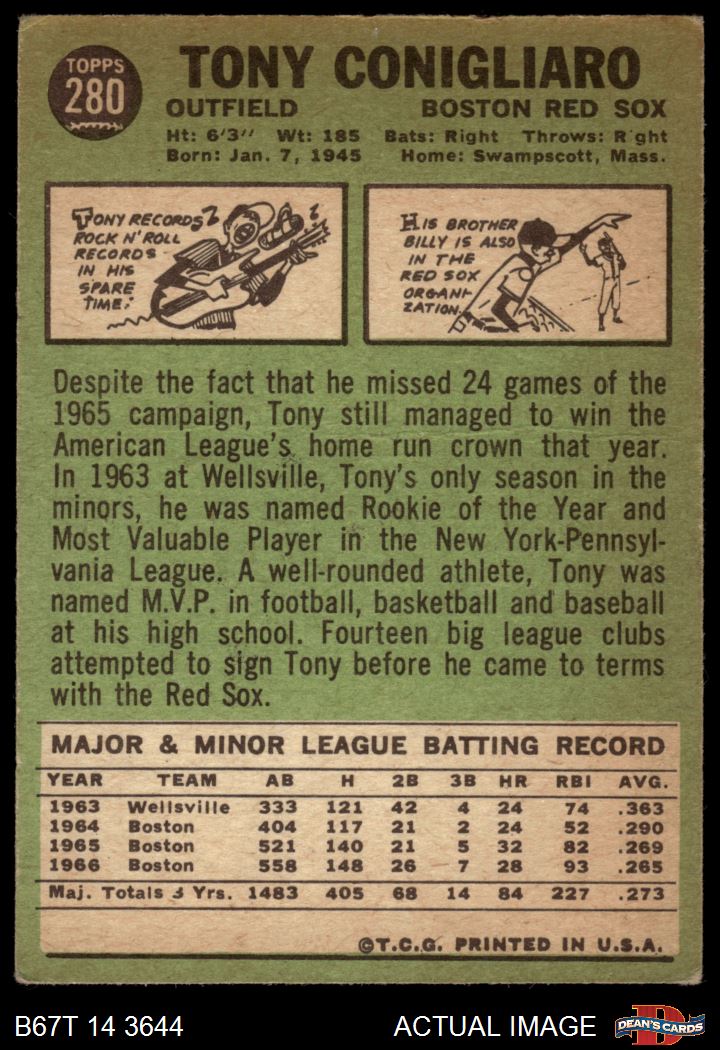 TOPPS
280
TONY CONIGLIARO
OUTFIELD BOSTON RED SOX
Ht: 6'3'' Wt: 185 Bats: Right Throws: R ght
Born: Jan. 7, 1945 Home: Swampscott, Mass.
TONY RECORDS
ROCK N' ROLL
RECORDS
IN HIS
SPARE
TIME.
HIS BROTHER
BILLY IS ALSO
IN THE
RED SOX
ORGANI-
ZATION.
Despite the fact that he missed 24 games of the
1965 campaign, Tony still managed to win the
American League's home run crown that year.
In 1963 at Wellsville, Tony's only season in the
minors, he was named Rookie of the Year and
Most Valuable Player in the New York-Pennsyl-
vania League. A well-rounded athlete, Tony was
named M.V.P. in football, basketball and baseball
at his high school. Fourteen big league clubs
attempted to sign Tony before he came to terms
with the Red Sox.
MAJOR & MINOR LEAGUE BATTING RECORD
YEAR TEAM AB H 2B 3B HR RBI AVG.
1963 Wellsville 333 121 42 4 24 74 .363
1964 Boston 404 117 21 2 24 52 .290
1965 Boston 521 140 21 5 32 82 .269
1966 Boston 558 148 26 7 28 93 .265
Maj. Totals 3 Yrs. 1483 405 68 14 84 227 .273
©T.C.G. PRINTED IN U.S.A.
B67T 14 3644 ACTUAL IMAGE DEAN'S CARDS